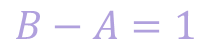 B − A = 1